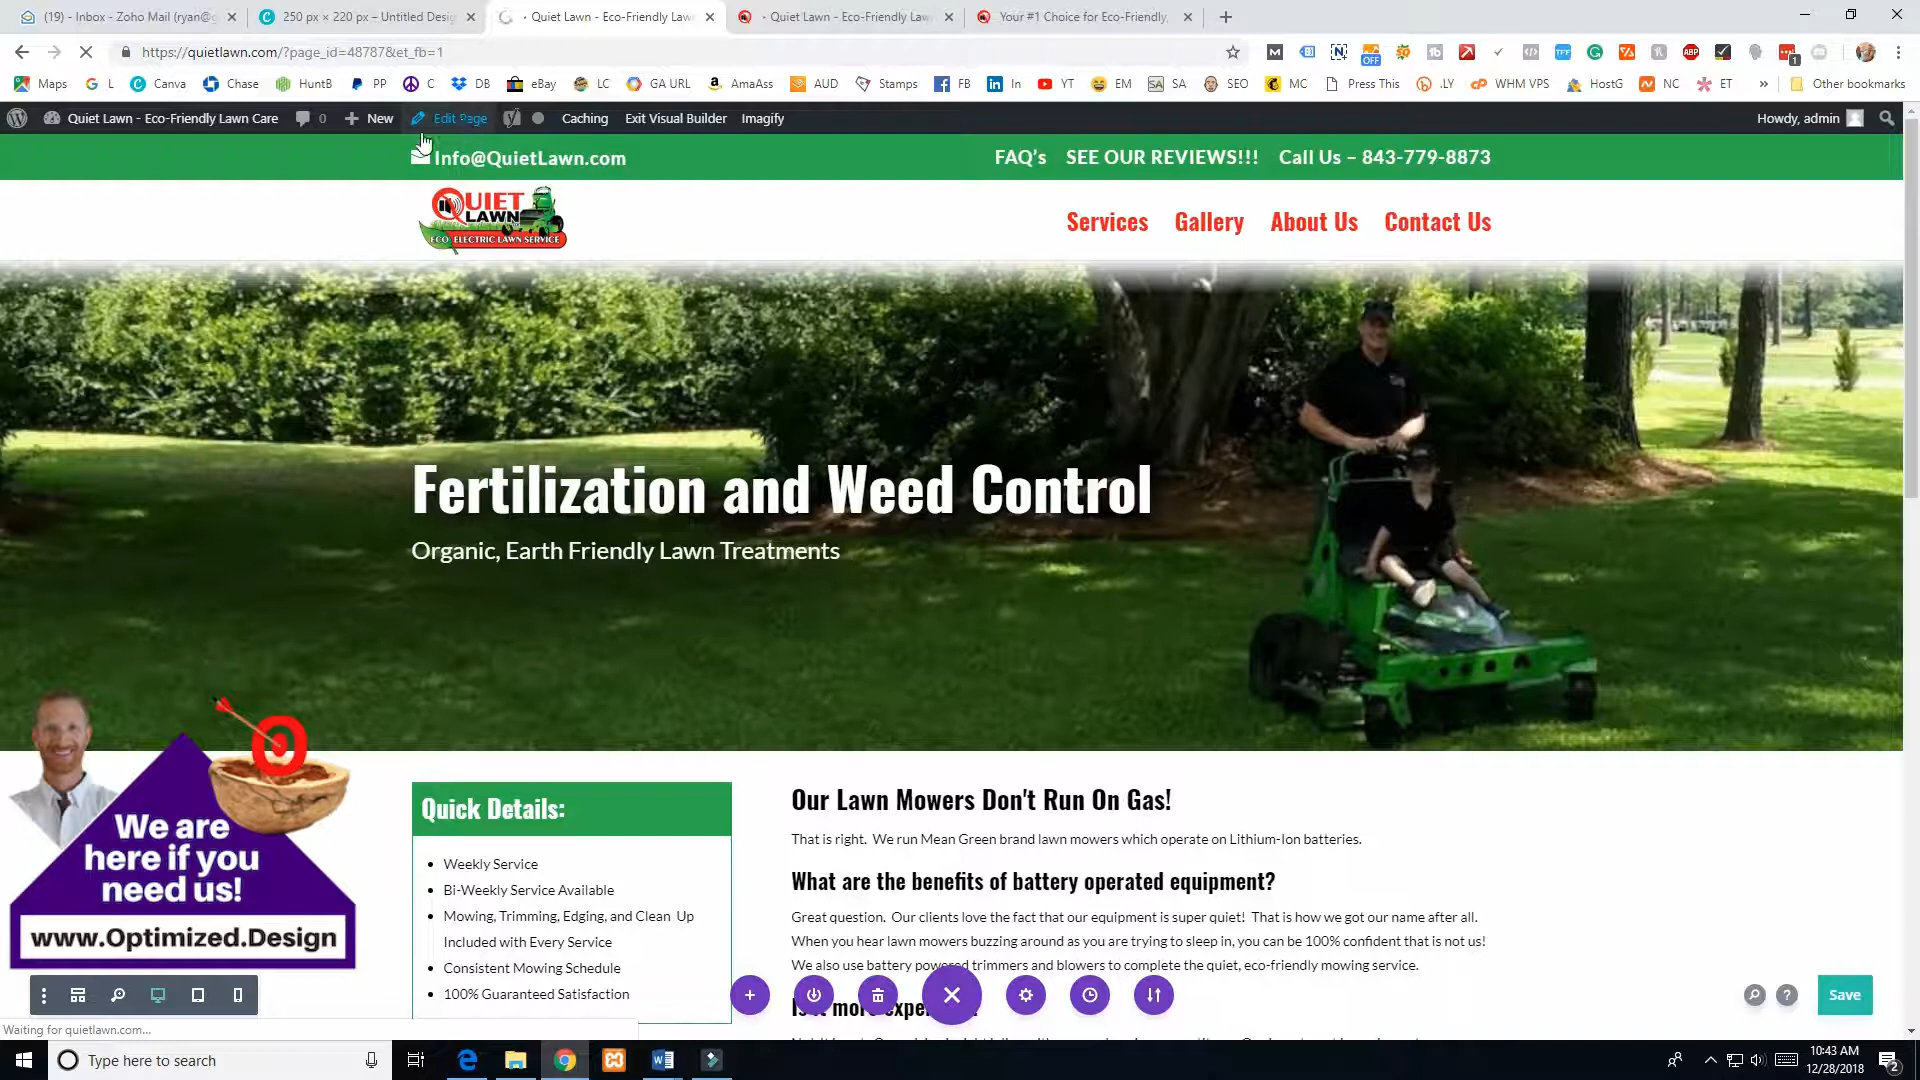 (19) - Inbox - Zoho Mail (ryan@g
250 px × 220 px – Untitled Desig
Quiet Lawn - Eco-Friendly Law
Quiet Lawn - Eco-Friendly Law
Your #1 Choice for Eco-Friendly,
https://quietlawn.com/?page_id=48787&et_fb=1
Maps
G L
Canva
Chase
HuntB
PP
C
DB
eBay
LC
GA URL
AmaAss
AUD
Stamps
FB
In
YT
EM
SA
SEO
MC
Press This
.LY
WHM VPS
HostG
NC
ET
Other bookmarks
Quiet Lawn - Eco-Friendly Lawn Care
0
New
Edit Page
Caching
Exit Visual Builder
Imagify
Howdy, admin
Info@QuietLawn.com
FAQ's
SEE OUR REVIEWS!!!
Call Us – 843-779-8873
QUIET
LAWN
ECO ELECTRIC LAWN SERVICE
Services
Gallery
About Us
Contact Us
Fertilization and Weed Control
Organic, Earth Friendly Lawn Treatments
Quick Details:
Weekly Service
Bi-Weekly Service Available
Mowing, Trimming, Edging, and Clean Up
Included with Every Service
Consistent Mowing Schedule
100% Guaranteed Satisfaction
Our Lawn Mowers Don't Run On Gas!
That is right. We run Mean Green brand lawn mowers which operate on Lithium-Ion batteries.
What are the benefits of battery operated equipment?
Great question. Our clients love the fact that our equipment is super quiet! That is how we got our name after all.
When you hear lawn mowers buzzing around as you are trying to sleep in, you can be 100% confident that is not us!
We also use battery powered trimmers and blowers to complete the quiet, eco-friendly mowing service.
We are
here if you
need us!
www.Optimized.Design
Save
Waiting for quietlawn.com...
Type here to search
10:43 AM
12/28/2018
2